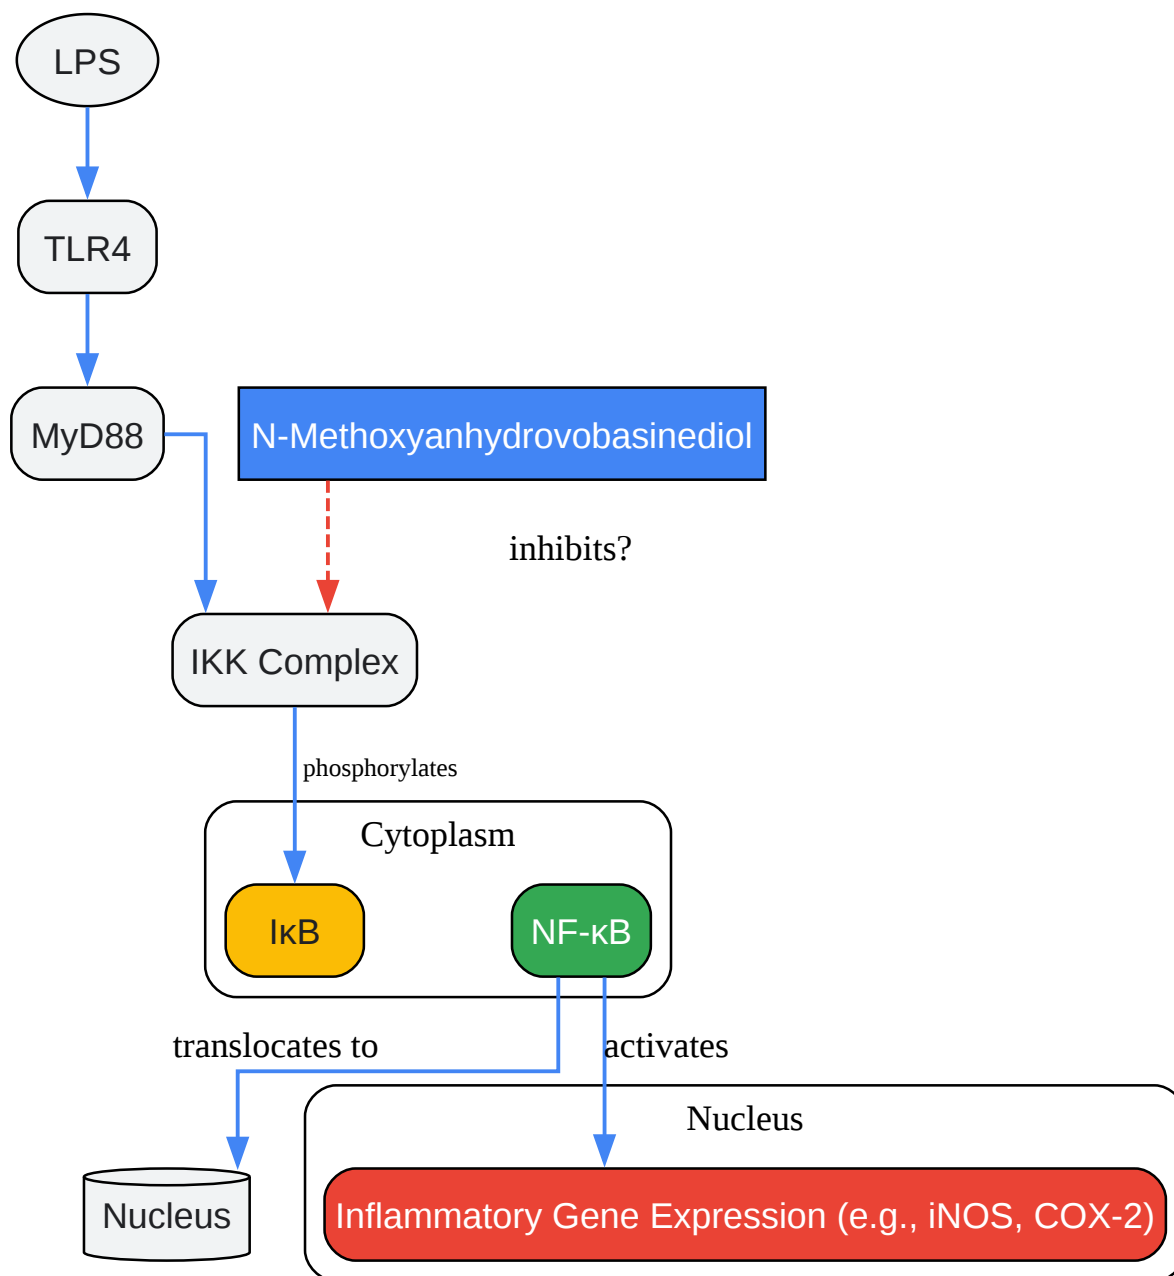 LPS
TLR4
MyD88
N-Methoxyanhydrovobasinediol
inhibits?
IKK Complex
phosphorylates
Cytoplasm
IκB
NF-κB
translocates to
activates
Nucleus
Nucleus
Inflammatory Gene Expression (e.g., iNOS, COX-2)